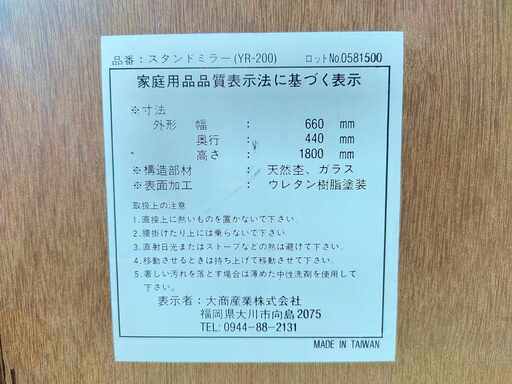 品番：スタンドミラー(YR-200) ロットNo.0581500
家庭用品品質表示法に基づく表示
※寸法
外形 幅 : 660 mm
奥行 : 440 mm
高さ : 1800 mm
※構造部材 : 天然杢、ガラス
※表面加工 : ウレタン樹脂塗装
取扱上の注意
1.直接上に熱いものを置かないで下さい。
2.腰掛けたり上には乗らないで下さい。
3.直射日光またはストーブなどの熱は避けて下さい。
4.移動させるときは持ち上げて移動させて下さい。
5.著しい汚れを落とす場合は薄めた中性洗剤を使用して
下さい。
表示者：大商産業株式会社
福岡県大川市向島2075
TEL: 0944-88-2131
MADE IN TAIWAN